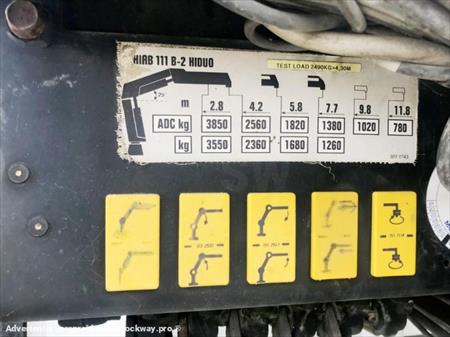 HIAB 111 B-2 HIDUO
TEST LOAD 2490KG×4,30M
m 2.8 4.2 5.8 7.7 9.8 11.8
ADC kg 3850 2560 1820 1380 1020 780
kg 3550 2360 1680 1260